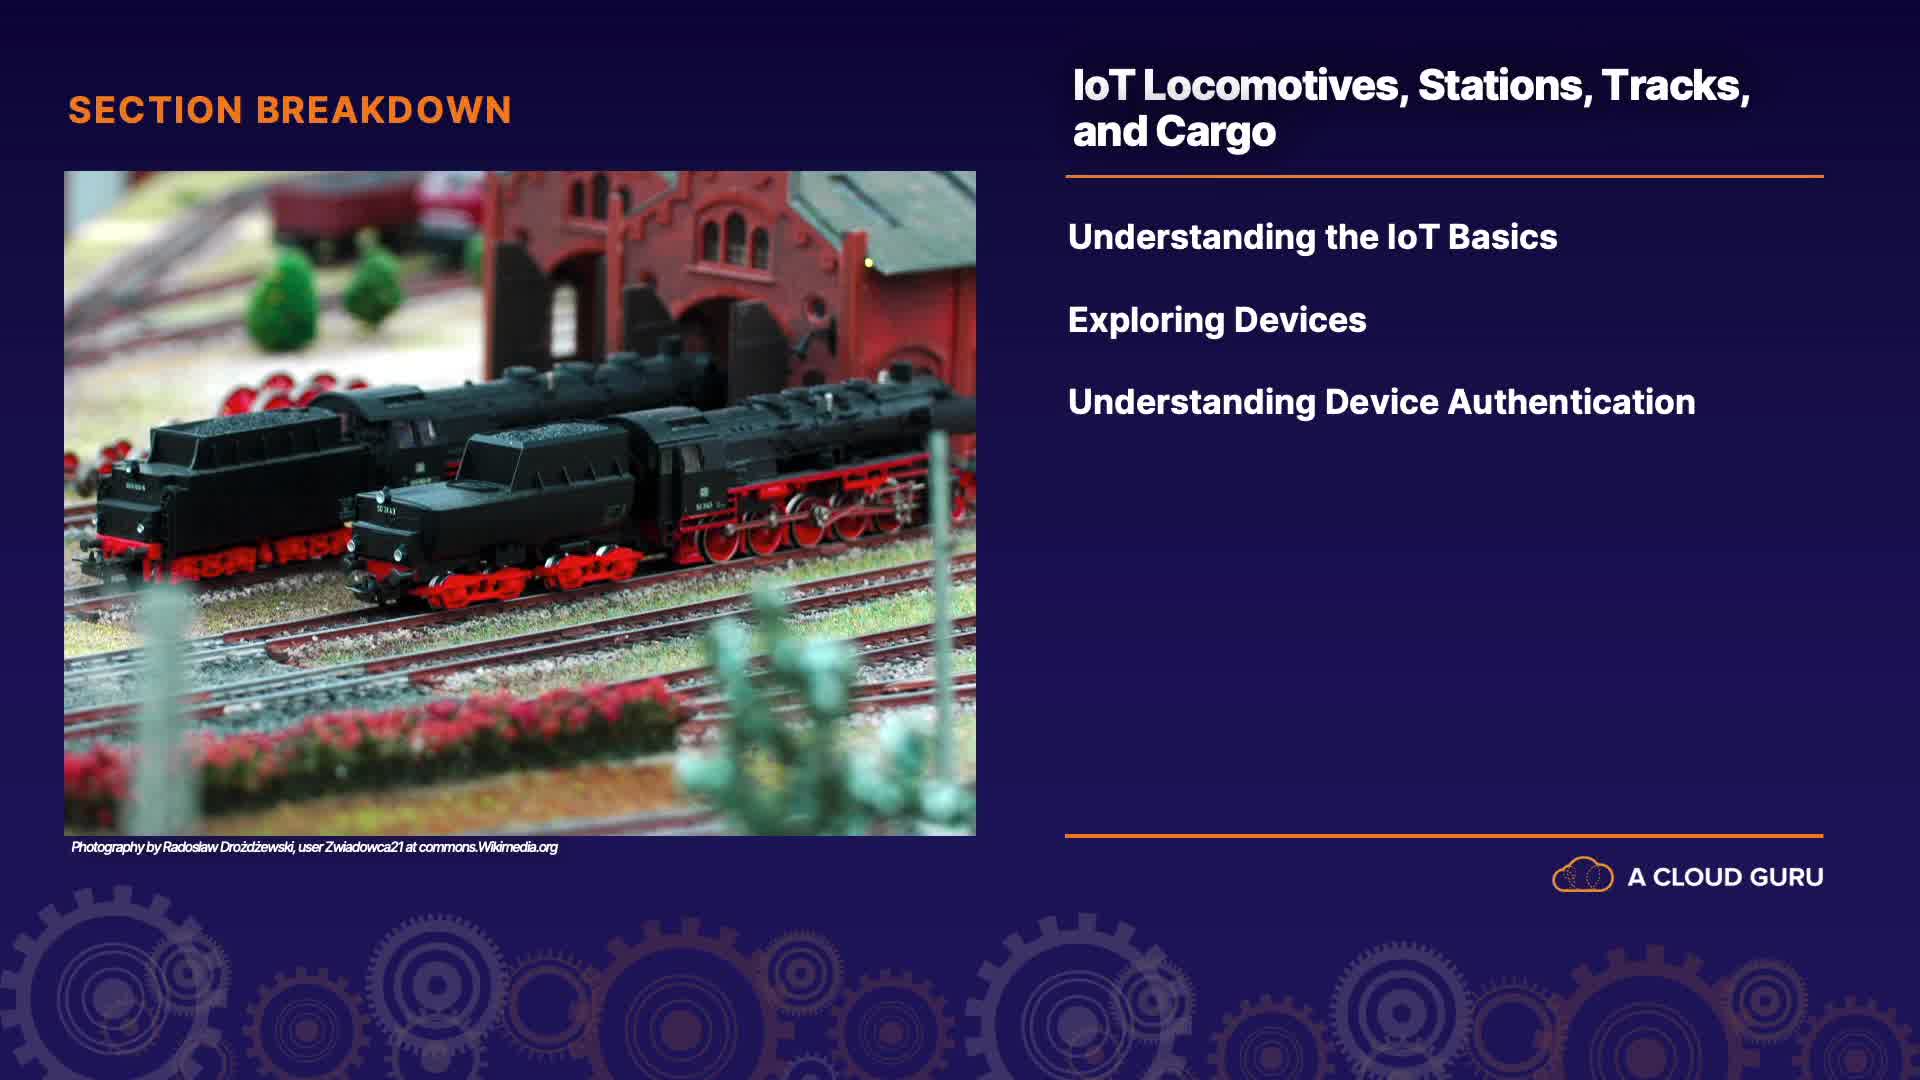 SECTION BREAKDOWN
IoT Locomotives, Stations, Tracks,
and Cargo
Understanding the IoT Basics
Exploring Devices
Understanding Device Authentication
Photography by Radosław Drożdżewski, user Zwiadowca21 at commons.Wikimedia.org
A CLOUD GURU